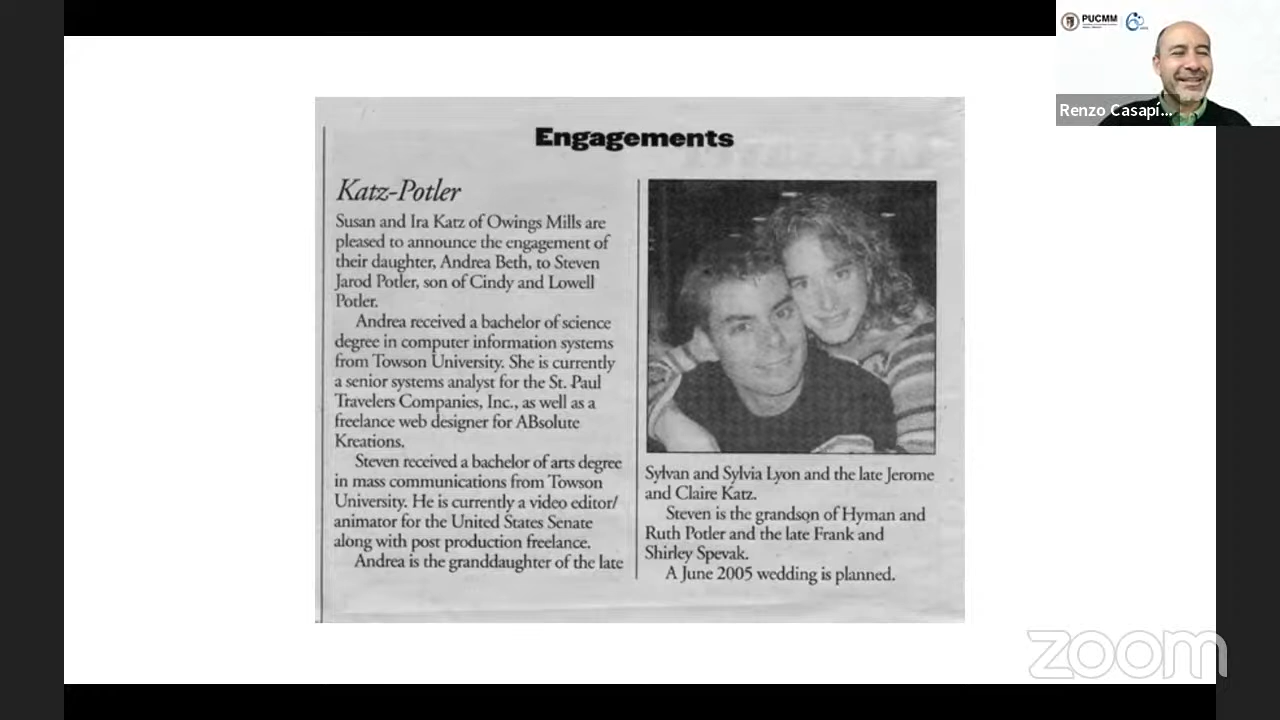 PUCMM
Renzo Casapí...
Engagements
Katz-Potler
Susan and Ira Katz of Owings Mills are
pleased to announce the engagement of
their daughter, Andrea Beth, to Steven
Jarod Potler, son of Cindy and Lowell
Potler.
Andrea received a bachelor of science
degree in computer information systems
from Towson University. She is currently
a senior systems analyst for the St. Paul
Travelers Companies, Inc., as well as a
freelance web designer for ABsolute
Kreations.
Steven received a bachelor of arts degree
in mass communications from Towson
University. He is currently a video editor/
animator for the United States Senate
along with post production freelance.
Andrea is the granddaughter of the late
Sylvan and Sylvia Lyon and the late Jerome
and Claire Katz.
Steven is the grandson of Hyman and
Ruth Potler and the late Frank and
Shirley Spevak.
A June 2005 wedding is planned.
zoom